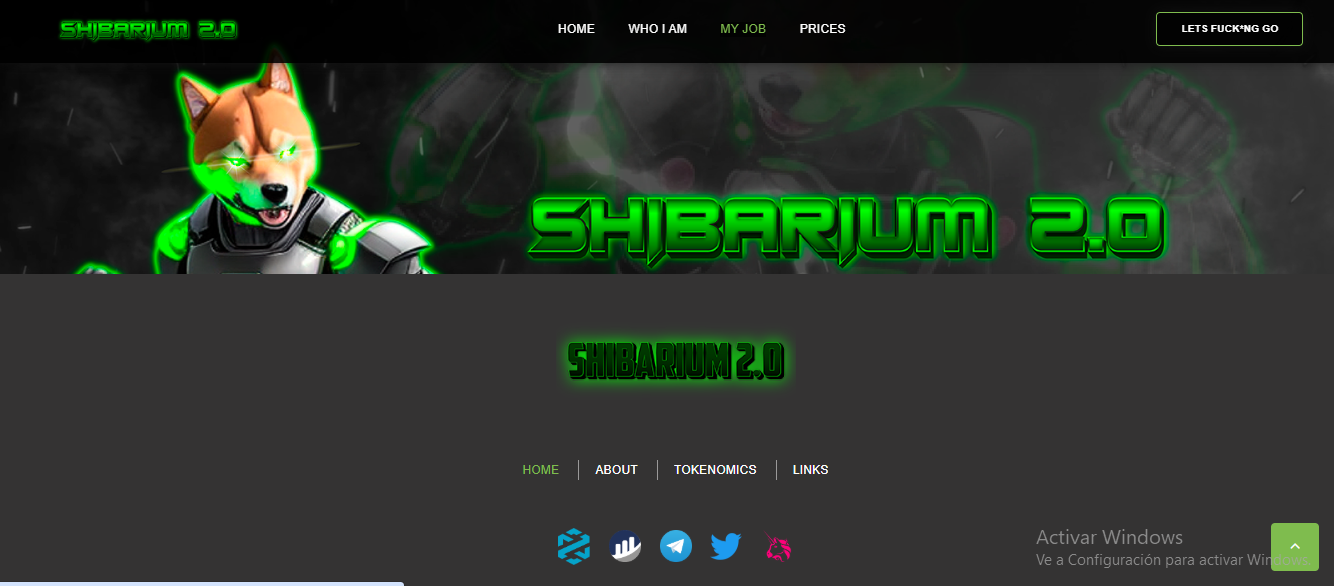 SHIBARIUM 2.0
HOME WHO I AM MY JOB PRICES
LETS FUCK*NG GO
SHIBARIUM 2.0
SHIBARIUM 2.0
HOME ABOUT TOKENOMICS LINKS
Activar Windows
Ve a Configuración para activar Windows.